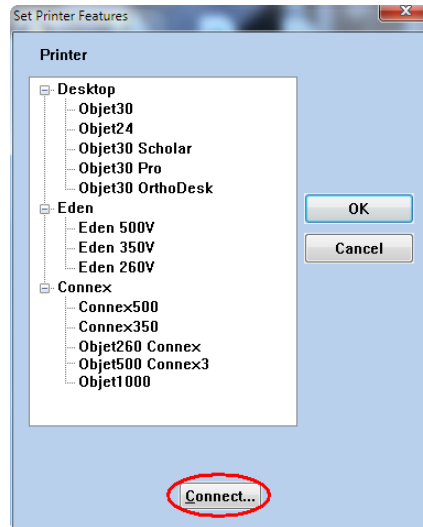 Set Printer Features
Printer
Desktop
Objet30
Objet24
Objet30 Scholar
Objet30 Pro
Objet30 OrthoDesk
Eden
Eden 500V
Eden 350V
Eden 260V
Connex
Connex500
Connex350
Objet260 Connex
Objet500 Connex3
Objet1000
OK
Cancel
Connect...